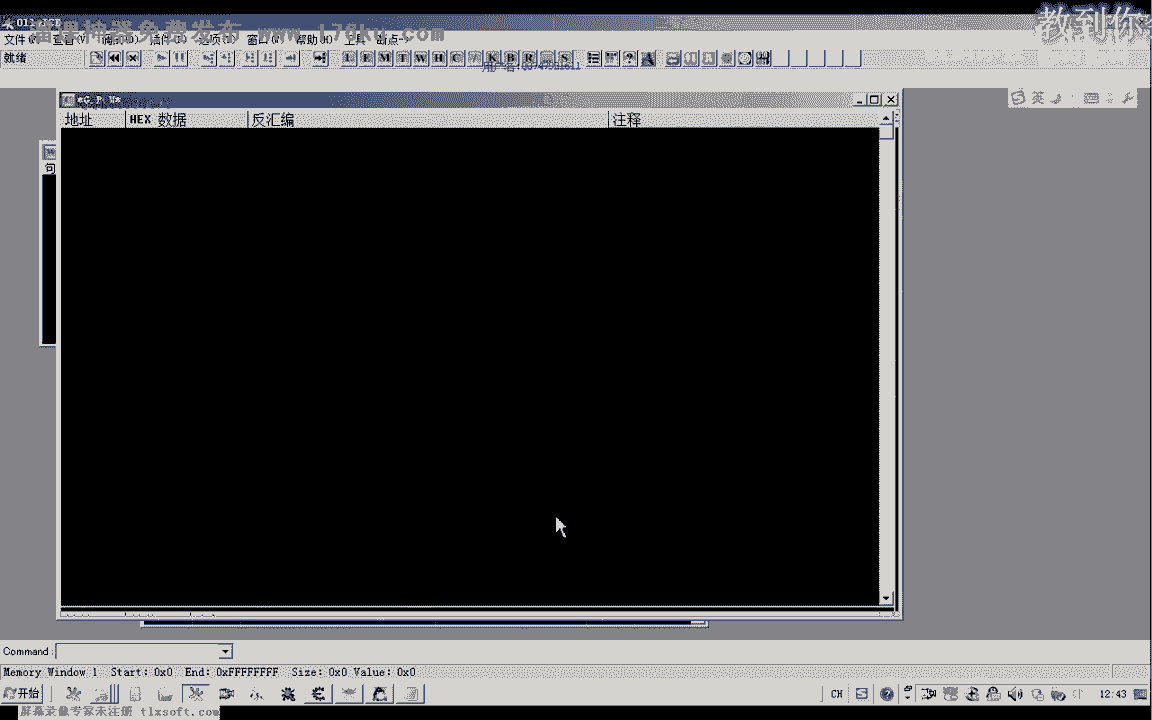 OllyICE
教到你
文件(F) 查看(V) 调试(D) 插件(P) 选项(T) 窗口(W) 帮助(H) 工具 断点->
就绪
L E M T W H C / K B R ... S
英
地址 HEX 数据 反汇编 注释
句
Command:
Memory Window 1 Start: 0x0 End: 0xFFFFFFFF Size: 0x0 Value: 0x0
开始 CH 12:43
屏幕录像专家未注册 tlxsoft.com